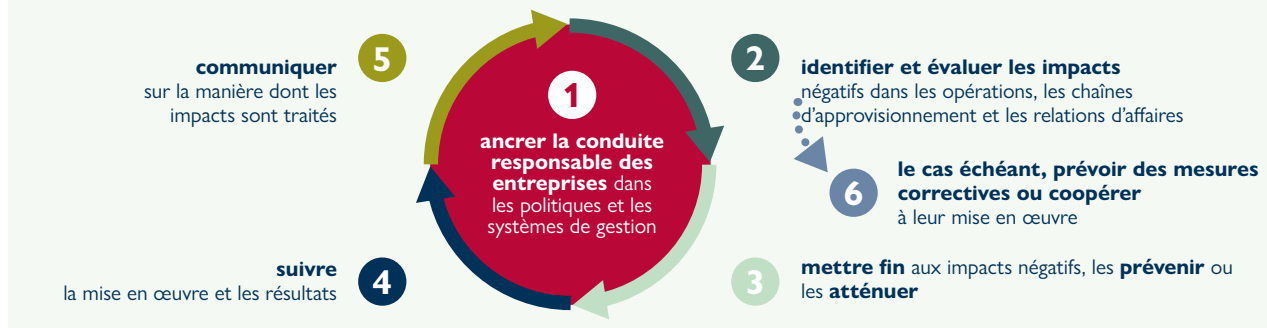 1
ancrer la conduite
responsable des
entreprises dans
les politiques et les
systèmes de gestion
2
identifier et évaluer les impacts
négatifs dans les opérations, les chaînes
d’approvisionnement et les relations d’affaires
6
le cas échéant, prévoir des mesures
correctives ou coopérer
à leur mise en œuvre
3
mettre fin aux impacts négatifs, les prévenir ou
les atténuer
4
suivre
la mise en œuvre et les résultats
5
communiquer
sur la manière dont les
impacts sont traités